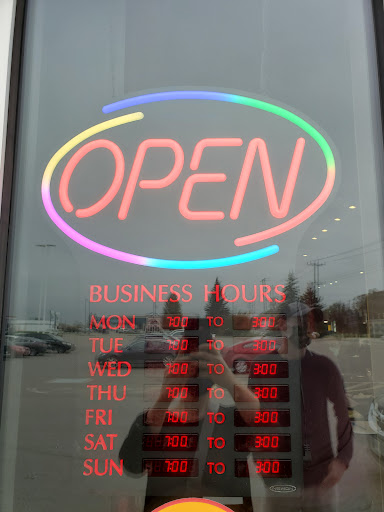 OPEN
BUSINESS HOURS
MON 7:00 TO 3:00
TUE 7:00 TO 3:00
WED 7:00 TO 3:00
THU 7:00 TO 3:00
FRI 7:00 TO 3:00
SAT 7:00 TO 3:00
SUN 7:00 TO 3:00